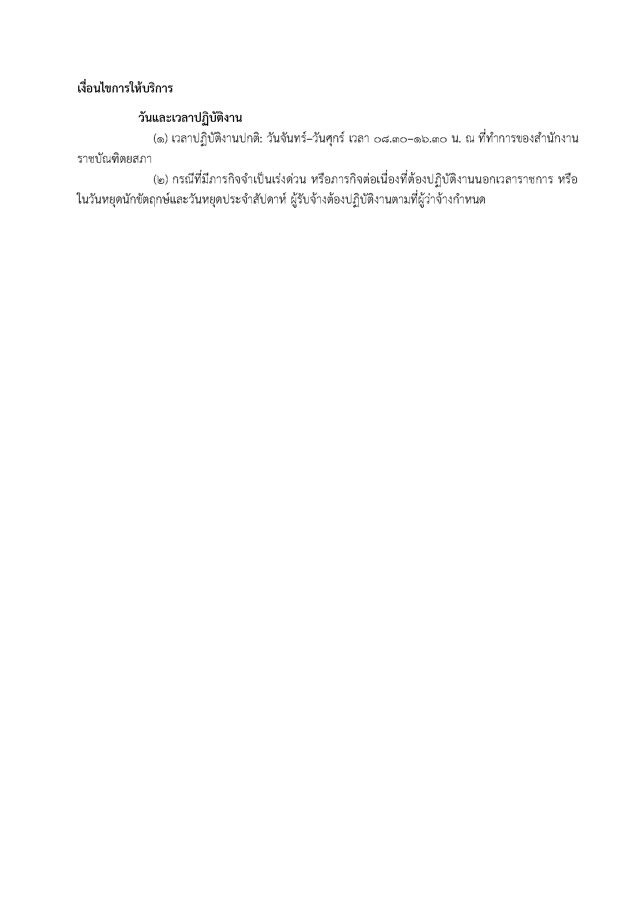 เงื่อนไขการให้บริการ
วันและเวลาปฏิบัติงาน
(๑) เวลาปฏิบัติงานปกติ: วันจันทร์–วันศุกร์ เวลา ๐๘.๓๐–๑๖.๓๐ น. ณ ที่ทำการของสำนักงาน
ราชบัณฑิตยสภา
(๒) กรณีที่มีภารกิจจำเป็นเร่งด่วน หรือภารกิจต่อเนื่องที่ต้องปฏิบัติงานนอกเวลาราชการ หรือ
ในวันหยุดนักขัตฤกษ์และวันหยุดประจำสัปดาห์ ผู้รับจ้างต้องปฏิบัติงานตามที่ผู้ว่าจ้างกำหนด